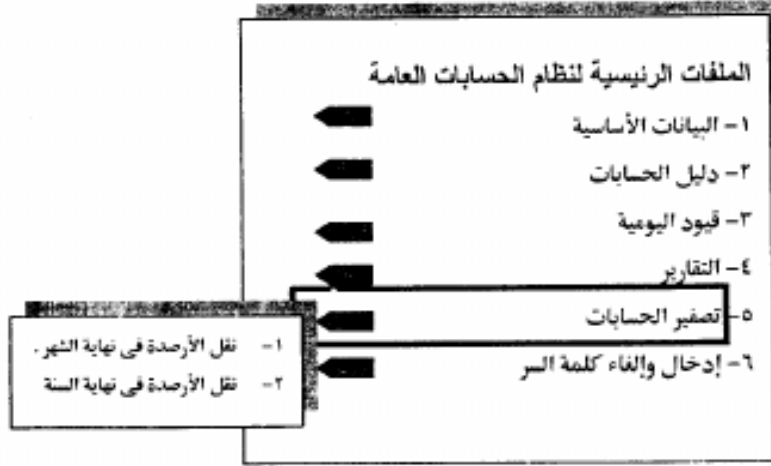 الملفات الرئيسية لنظام الحسابات العامة
١- البيانات الأساسية
٢- دليل الحسابات
٣- قيود اليومية
٤- التقارير
٥- تصفير الحسابات
٦- إدخال وإلغاء كلمة السر
١- نقل الأرصدة فى نهاية الشهر .
٢- نقل الأرصدة فى نهاية السنة